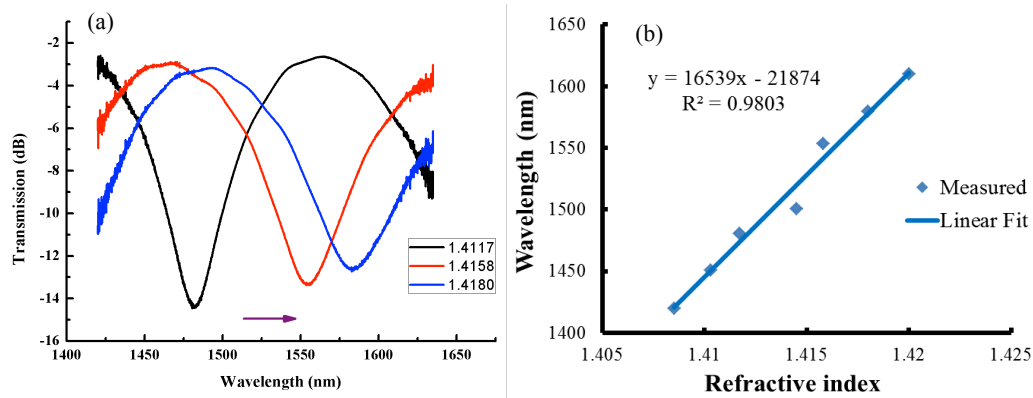 (a)
-2
-4
-6
-8
-10
-12
-14
-16
Transmission (dB)
1.4117
1.4158
1.4180
1400 1450 1500 1550 1600 1650
Wavelength (nm)
(b)
1650
1600
1550
1500
1450
1400
Wavelength (nm)
y = 16539x - 21874
R² = 0.9803
Measured
Linear Fit
1.405 1.41 1.415 1.42 1.425
Refractive index